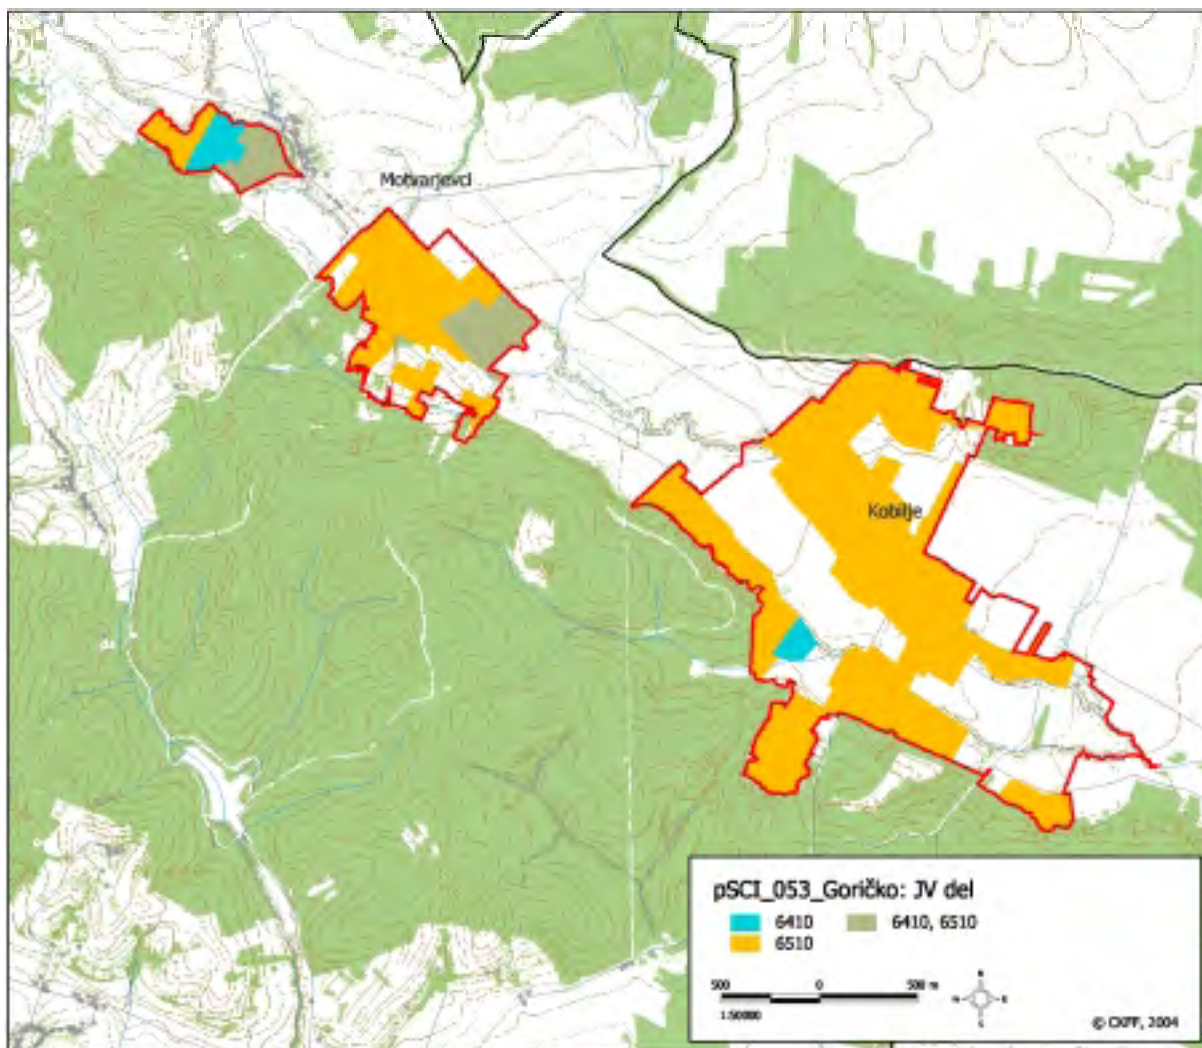 Motvarjevci
Kobilje
pSCI_053_Goričko: JV del
6410
6410, 6510
6510
500 0 500 m
1:50000
© CKFF, 2004